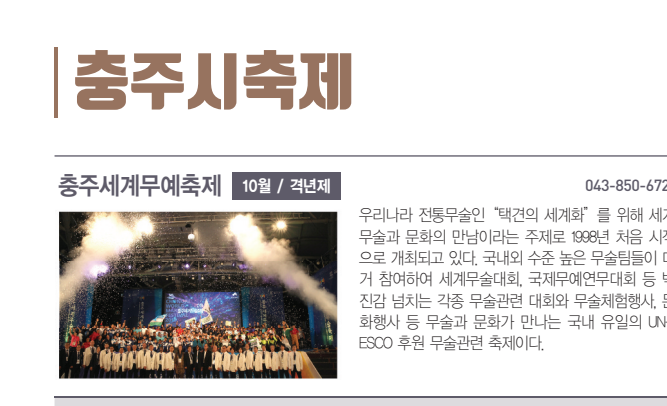 충주시축제
충주세계무예축제
10월 / 격년제
043-850-672
우리나라 전통무술인 “택견의 세계화” 를 위해 세계
무술과 문화의 만남이라는 주제로 1998년 처음 시작
으로 개최되고 있다. 국내외 수준 높은 무술팀들이
거 참여하여 세계무술대회, 국제무예연무대회 등
진감 넘치는 각종 무술관련 대회와 무술체험행사,
화행사 등 무술과 문화가 만나는 국내 유일의 UN-
ESCO 후원 무술관련 축제이다.